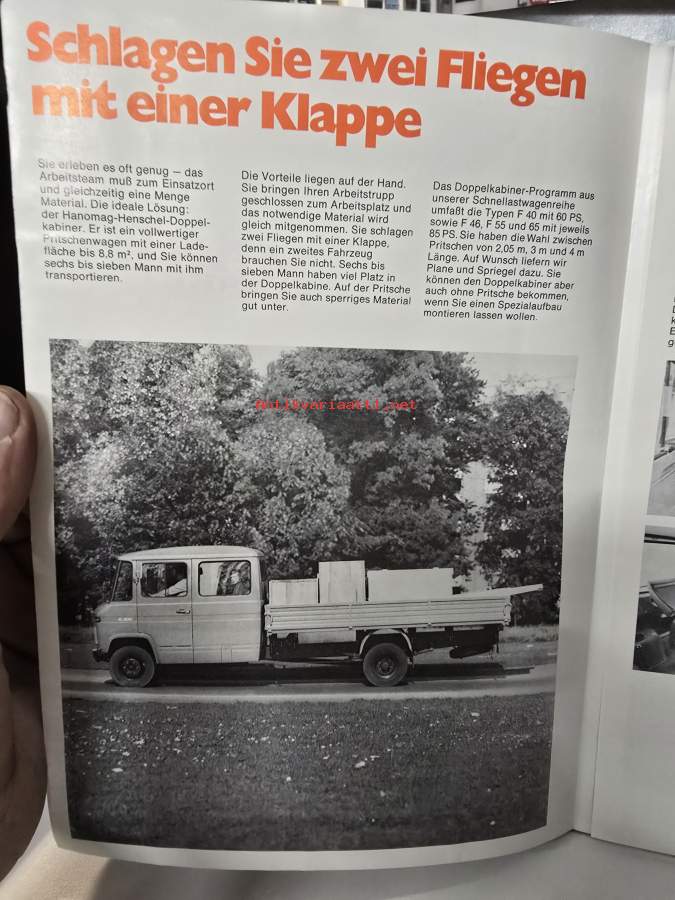 Schlagen Sie zwei Fliegen
mit einer Klappe
Sie erleben es oft genug – das
Arbeitsteam muß zum Einsatzort
und gleichzeitig eine Menge
Material. Die ideale Lösung:
der Hanomag-Henschel-Doppel-
kabiner. Er ist ein vollwertiger
Pritschenwagen mit einer Lade-
fläche bis 8,8 m², und Sie können
sechs bis sieben Mann mit ihm
transportieren.
Die Vorteile liegen auf der Hand.
Sie bringen Ihren Arbeitstrupp
geschlossen zum Arbeitsplatz und
das notwendige Material wird
gleich mitgenommen. Sie schlagen
zwei Fliegen mit einer Klappe,
denn ein zweites Fahrzeug
brauchen Sie nicht. Sechs bis
sieben Mann haben viel Platz in
der Doppelkabine. Auf der Pritsche
bringen Sie auch sperriges Material
gut unter.
Das Doppelkabiner-Programm aus
unserer Schnellastwagenreihe
umfaßt die Typen F 40 mit 60 PS,
sowie F 46, F 55 und 65 mit jeweils
85 PS. Sie haben die Wahl zwischen
Pritschen von 2,05 m, 3 m und 4 m
Länge. Auf Wunsch liefern wir
Plane und Spriegel dazu. Sie
können den Doppelkabiner aber
auch ohne Pritsche bekommen,
wenn Sie einen Spezialaufbau
montieren lassen wollen.
Antikvariaatti.net